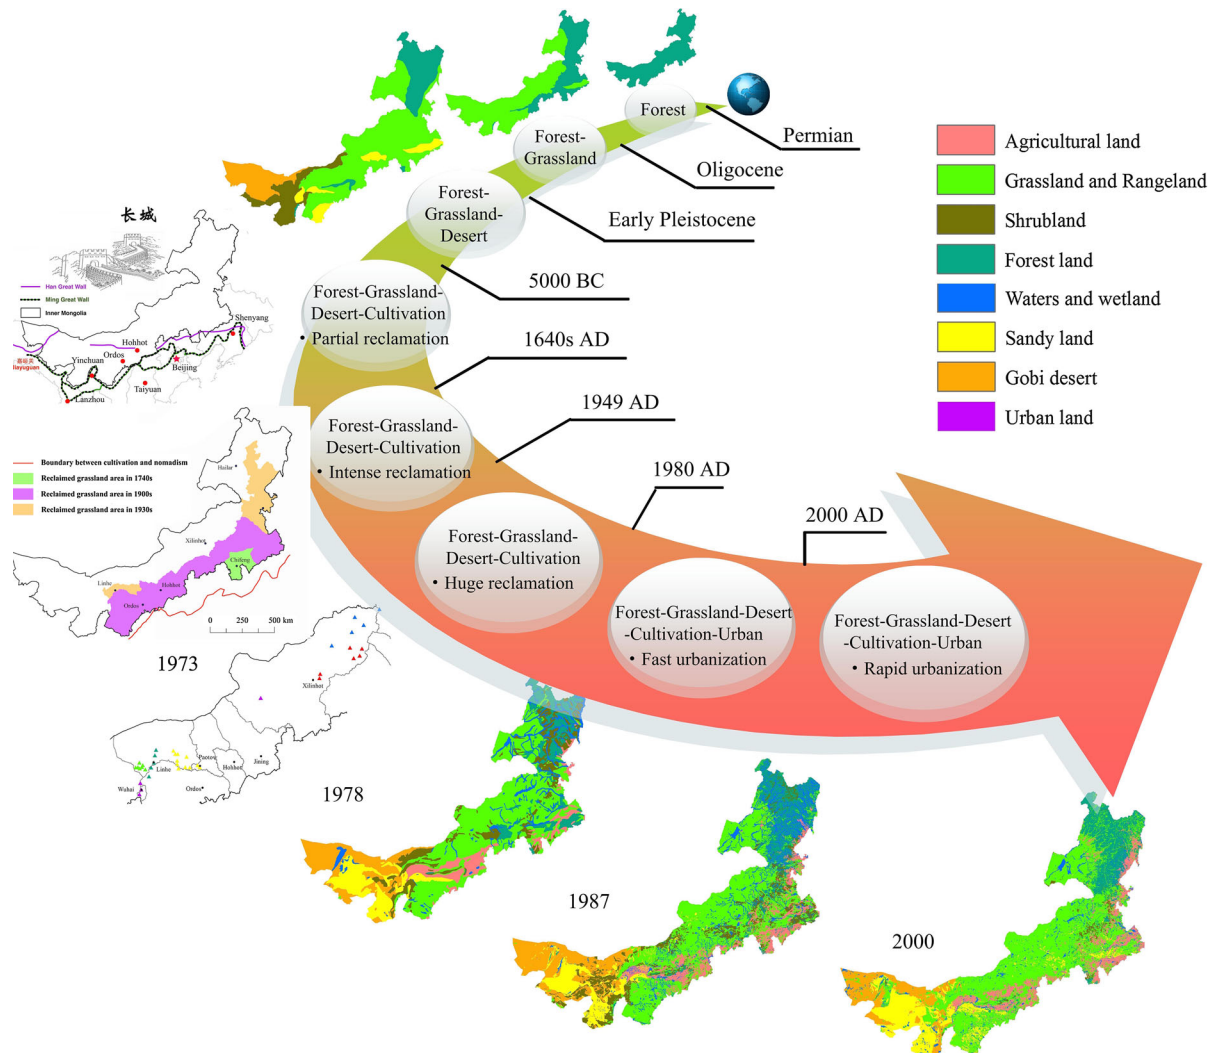 Forest
Permian
Forest-
Grassland
Oligocene
Forest-
Grassland-
Desert
Early Pleistocene
5000 BC
Forest-Grassland-
Desert-Cultivation
• Partial reclamation
1640s AD
Forest-Grassland-
Desert-Cultivation
• Intense reclamation
1949 AD
Forest-Grassland-
Desert-Cultivation
• Huge reclamation
1980 AD
Forest-Grassland-Desert
-Cultivation-Urban
• Fast urbanization
2000 AD
Forest-Grassland-Desert
-Cultivation-Urban
• Rapid urbanization
Agricultural land
Grassland and Rangeland
Shrubland
Forest land
Waters and wetland
Sandy land
Gobi desert
Urban land
长城
Han Great Wall
Ming Great Wall
Inner Mongolia
Shenyang
Hohhot
Ordos
Yinchuan
Beijing
嘉峪关
Jiayuguan
Taiyuan
Lanzhou
Boundary between cultivation and nomadism
Reclaimed grassland area in 1740s
Reclaimed grassland area in 1900s
Reclaimed grassland area in 1930s
Hailar
Xilinhot
Chifeng
Linhe
Hohhot
Ordos
0 250 500 km
1973
Xilinhot
Linhe
Paotou
Hohhot
Jining
Wuhai
Ordos
1978
1987
2000